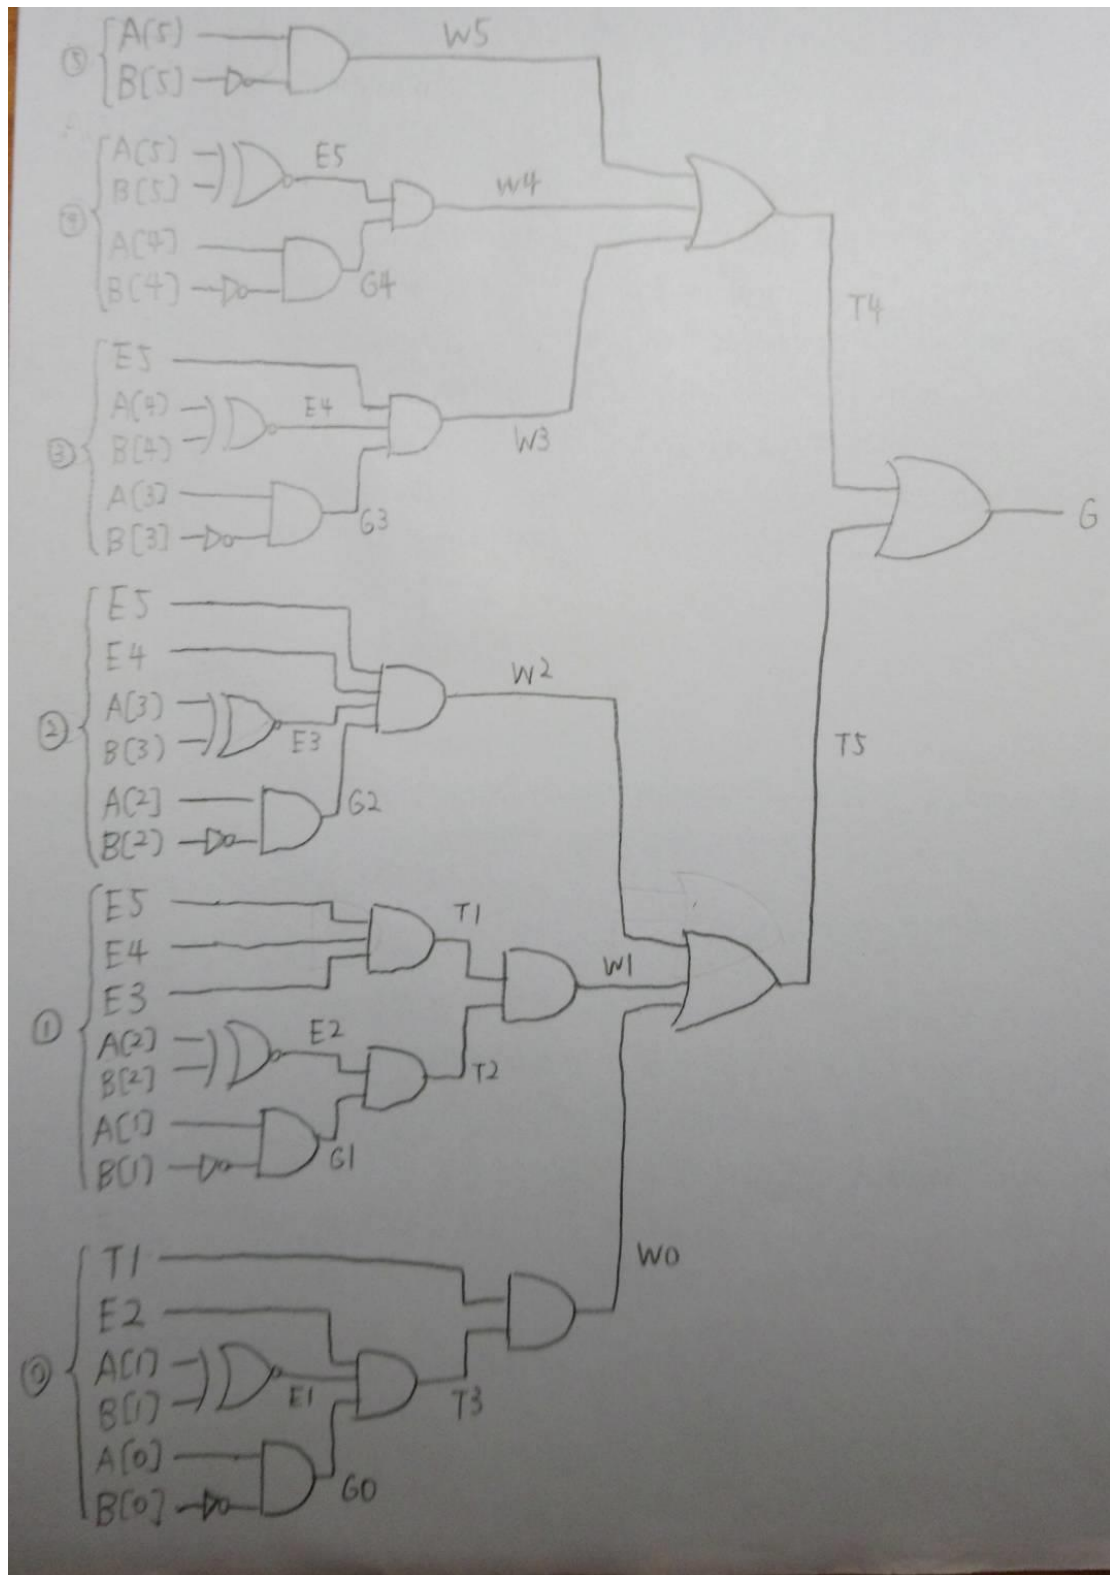 ⑤ A(5) W5
B[5]
A(5) E5
B[5] W4
④
A[4]
B[4) G4
T4
E5
A(4) E4
③ B(4) W3
A(3)
B[3) G3
G
E5
E4 W2
A(3)
② B(3) E3 T5
A(2] G2
B(2)
E5 T1
E4
E3 W1
① A(2) E2
B(2) T2
A(1)
B(1) G1
T1 W0
E2
⓪ A(1)
B(1) E1 T3
A[0]
B[0] G0